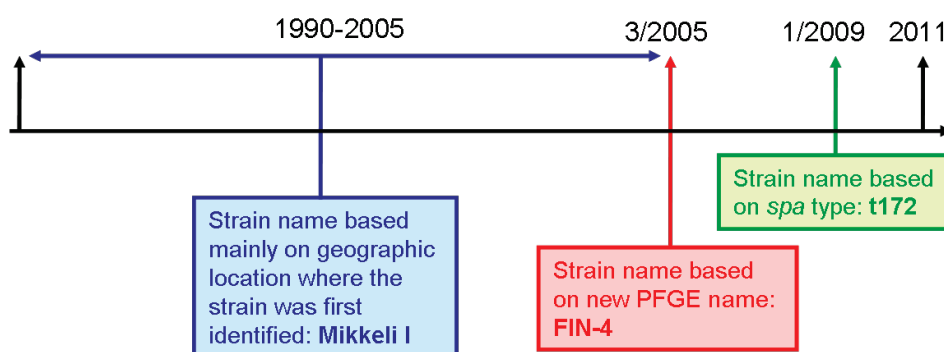 1990-2005
3/2005
1/2009
2011
Strain name based
mainly on geographic
location where the
strain was first
identified: Mikkeli I
Strain name based
on new PFGE name:
FIN-4
Strain name based
on spa type: t172